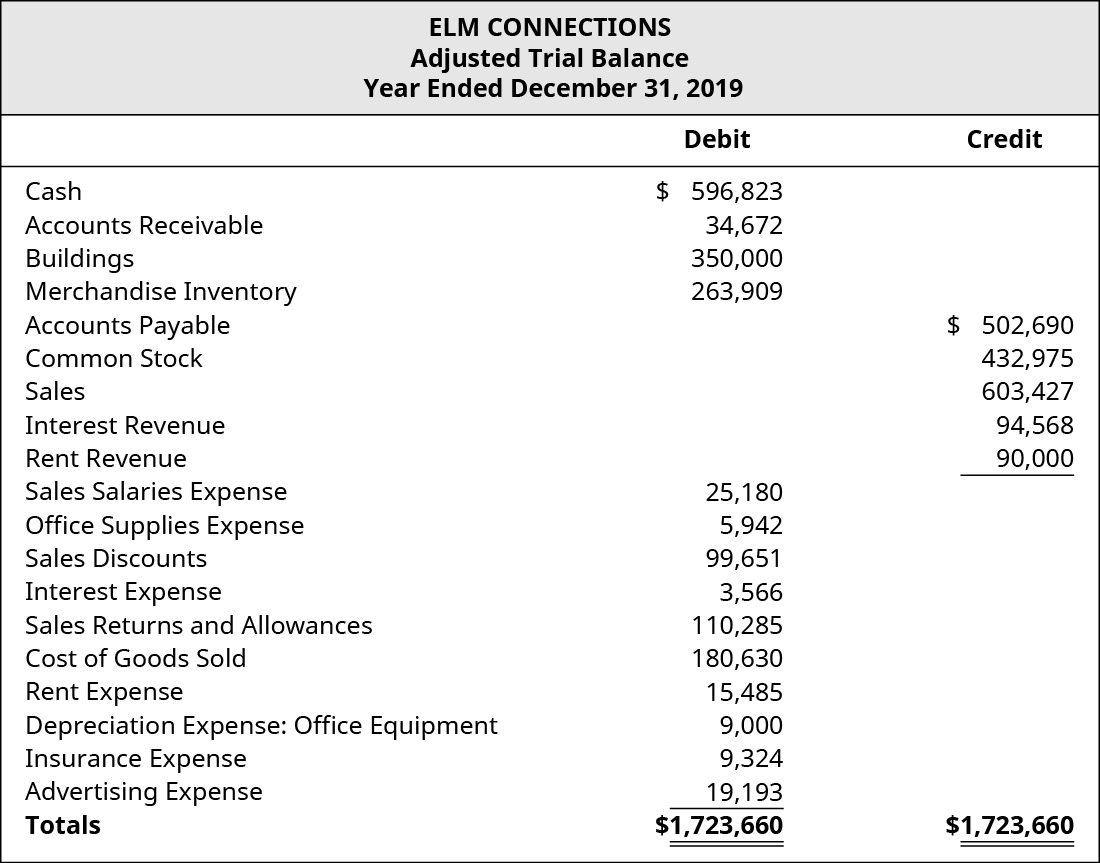 ELM CONNECTIONS
Adjusted Trial Balance
Year Ended December 31, 2019
Debit Credit
Cash $ 596,823
Accounts Receivable 34,672
Buildings 350,000
Merchandise Inventory 263,909
Accounts Payable $ 502,690
Common Stock 432,975
Sales 603,427
Interest Revenue 94,568
Rent Revenue 90,000
Sales Salaries Expense 25,180
Office Supplies Expense 5,942
Sales Discounts 99,651
Interest Expense 3,566
Sales Returns and Allowances 110,285
Cost of Goods Sold 180,630
Rent Expense 15,485
Depreciation Expense: Office Equipment 9,000
Insurance Expense 9,324
Advertising Expense 19,193
Totals $1,723,660 $1,723,660